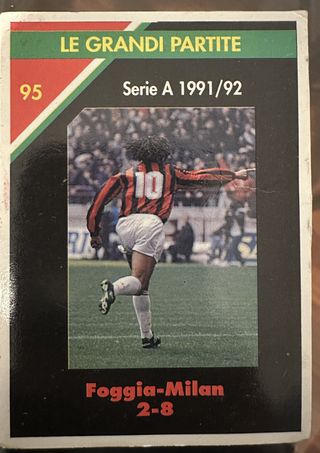 LE GRANDI PARTITE
95
Serie A 1991/92
10
Foggia-Milan
2-8